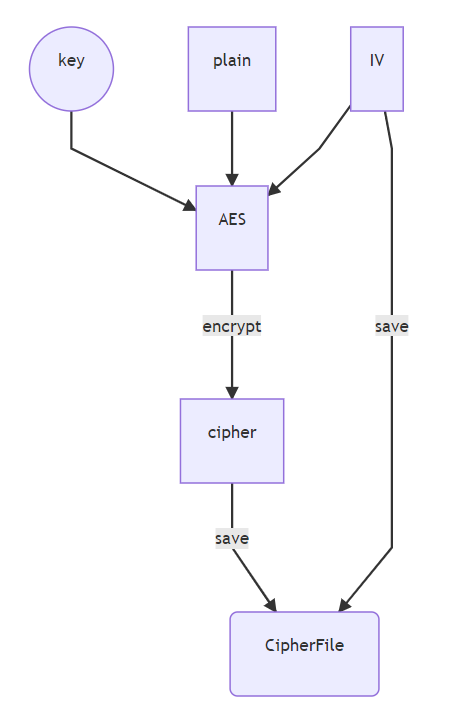 key
plain
IV
AES
encrypt
save
cipher
save
CipherFile